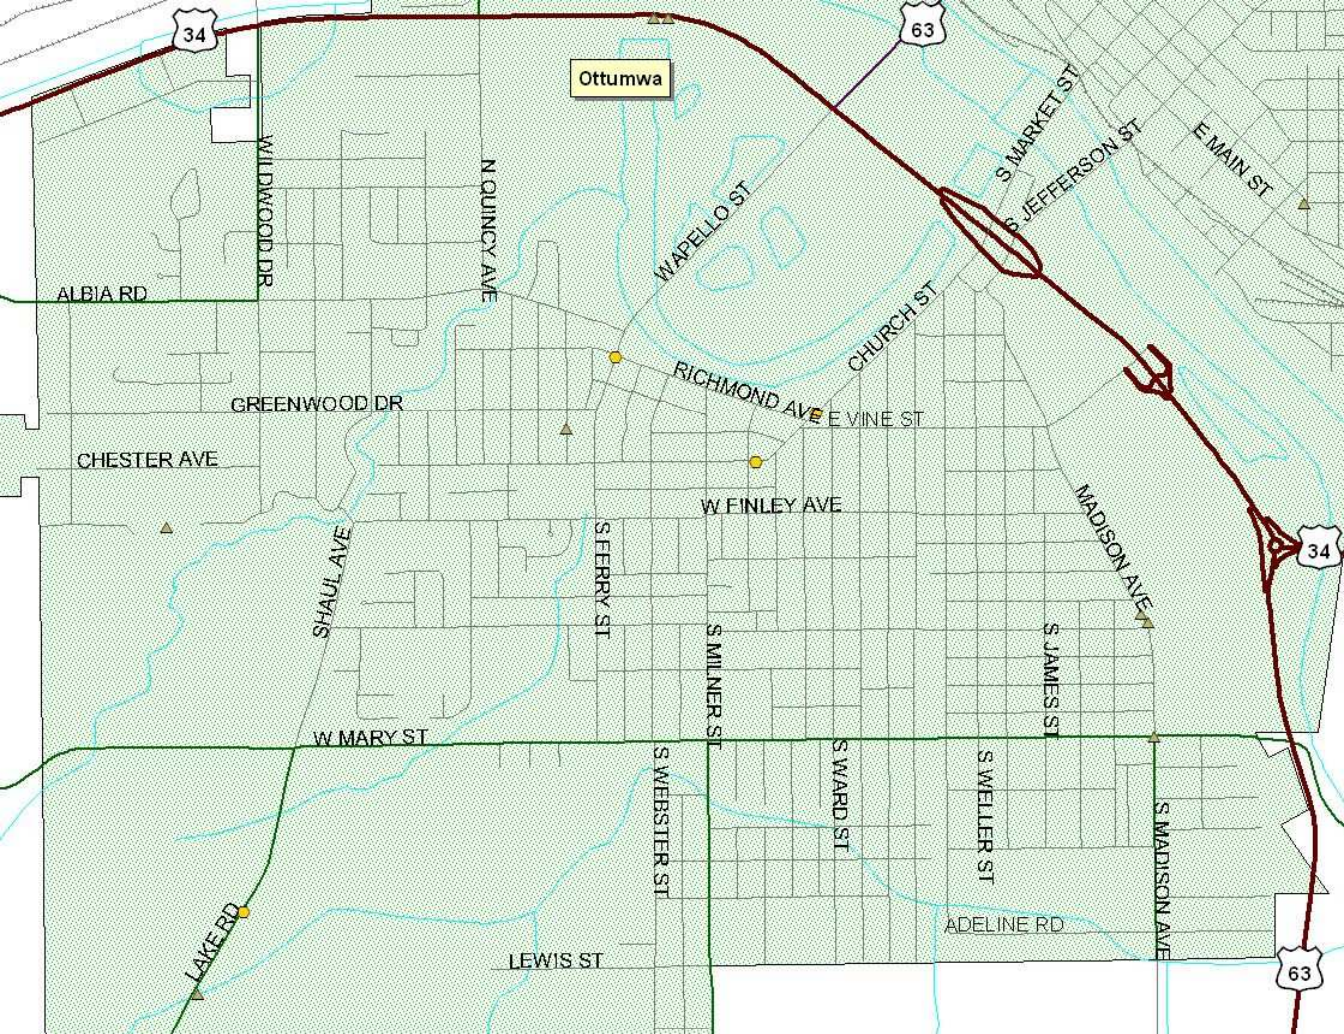 34
63
Ottumwa
S MARKET ST
S JEFFERSON ST
E MAIN ST
WILDWOOD DR
N QUINCY AVE
WAPELLO ST
ALBIA RD
CHURCH ST
RICHMOND AVE
GREENWOOD DR
E VINE ST
CHESTER AVE
W FINLEY AVE
MADISON AVE
SHAUL AVE
S FERRY ST
34
S MILNER ST
S JAMES ST
W MARY ST
S WEBSTER ST
S WARD ST
S WELLER ST
S MADISON AVE
LAKE RD
ADELINE RD
LEWIS ST
63